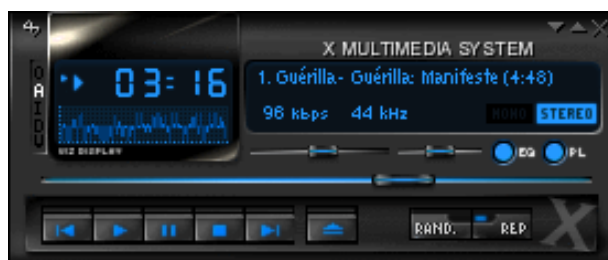 X MULTIMEDIA SYSTEM
O
A
I
D
U
03:16
1. Guérilla- Guérilla: Manifeste (4:48)
96 kbps 44 kHz MONO STEREO
VIZ DISPLAY
EQ PL
RAND. REP
X